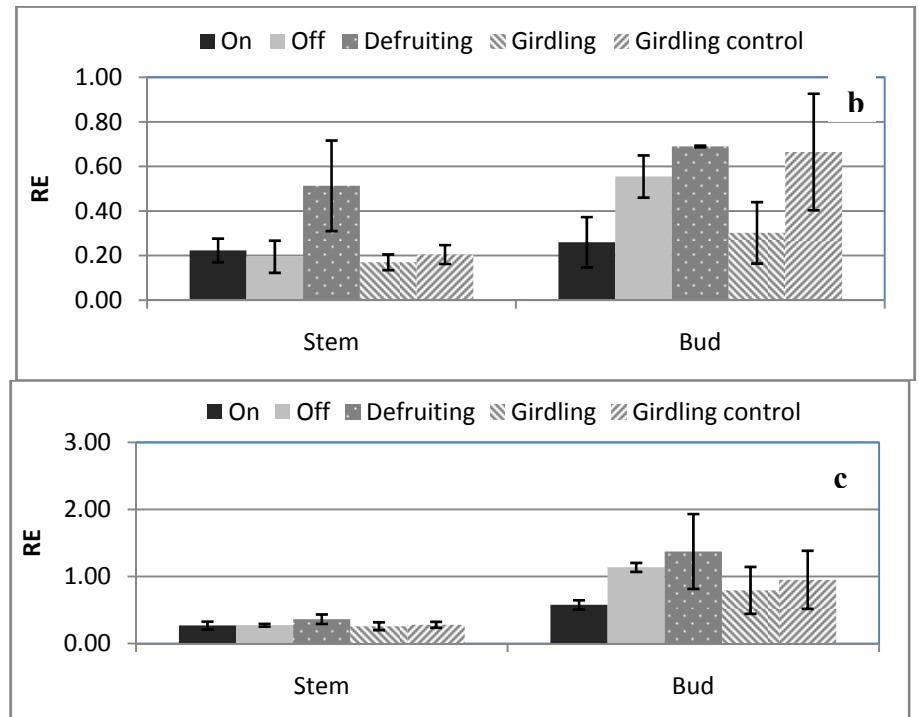 On Off Defruiting Girdling Girdling control
1.00
b
0.80
0.60
RE
0.40
0.20
0.00
Stem Bud
On Off Defruiting Girdling Girdling control
3.00
c
2.00
RE
1.00
0.00
Stem Bud